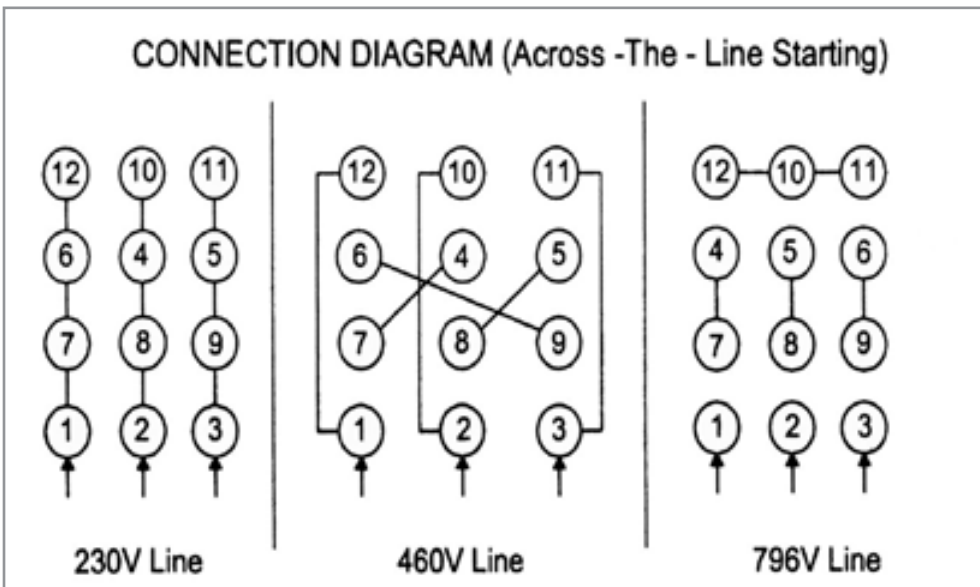 CONNECTION DIAGRAM (Across -The - Line Starting)
12 10 11
6 4 5
7 8 9
1 2 3
230V Line
12 10 11
6 4 5
7 8 9
1 2 3
460V Line
12 10 11
4 5 6
7 8 9
1 2 3
796V Line